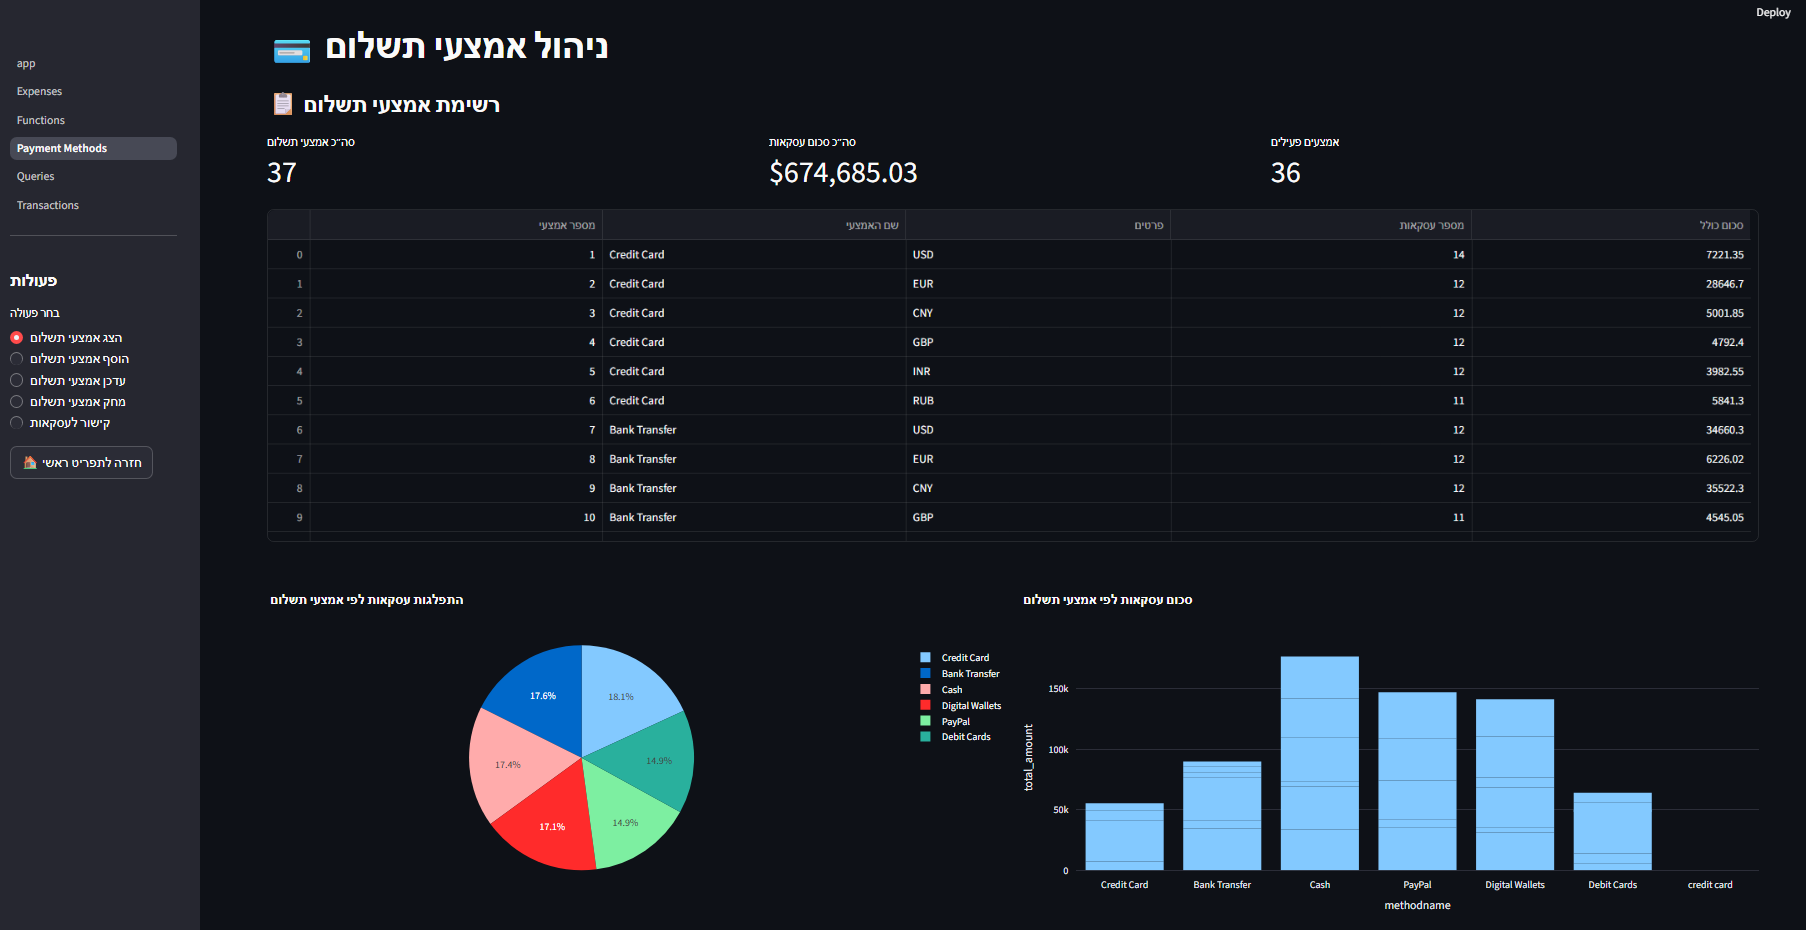 Deploy
app
Expenses
Functions
Payment Methods
Queries
Transactions
פעולות
בחר פעולה
הצג אמצעי תשלום
הוסף אמצעי תשלום
עדכן אמצעי תשלום
מחק אמצעי תשלום
קישור לעסקאות
חזרה לתפריט ראשי
ניהול אמצעי תשלום
רשימת אמצעי תשלום
סה״כ אמצעי תשלום
37
סה״כ סכום עסקאות
$674,685.03
אמצעים פעילים
36
מספר אמצעי שם האמצעי פרטים מספר עסקאות סכום כולל
0 1 Credit Card USD 14 7221.35
1 2 Credit Card EUR 12 28646.7
2 3 Credit Card CNY 12 5001.85
3 4 Credit Card GBP 12 4792.4
4 5 Credit Card INR 12 3982.55
5 6 Credit Card RUB 11 5841.3
6 7 Bank Transfer USD 12 34660.3
7 8 Bank Transfer EUR 12 6226.02
8 9 Bank Transfer CNY 12 35522.3
9 10 Bank Transfer GBP 11 4545.05
התפלגות עסקאות לפי אמצעי תשלום
17.6%
18.1%
17.4%
14.9%
17.1%
14.9%
Credit Card
Bank Transfer
Cash
Digital Wallets
PayPal
Debit Cards
סכום עסקאות לפי אמצעי תשלום
total_amount
150k
100k
50k
0
Credit Card Bank Transfer Cash PayPal Digital Wallets Debit Cards credit card
methodname